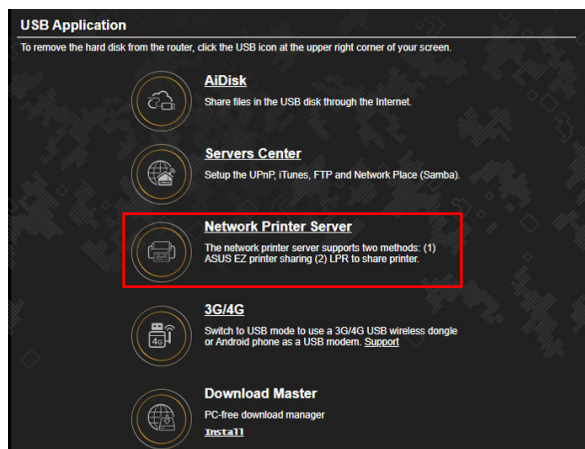 USB Application
To remove the hard disk from the router, click the USB icon at the upper right corner of your screen.
AiDisk
Share files in the USB disk through the Internet.
Servers Center
Setup the UPnP, iTunes, FTP and Network Place (Samba).
Network Printer Server
The network printer server supports two methods: (1)
ASUS EZ printer sharing (2) LPR to share printer.
3G/4G
4G
Switch to USB mode to use a 3G/4G USB wireless dongle
or Android phone as a USB modem. Support
Download Master
PC-free download manager
Install